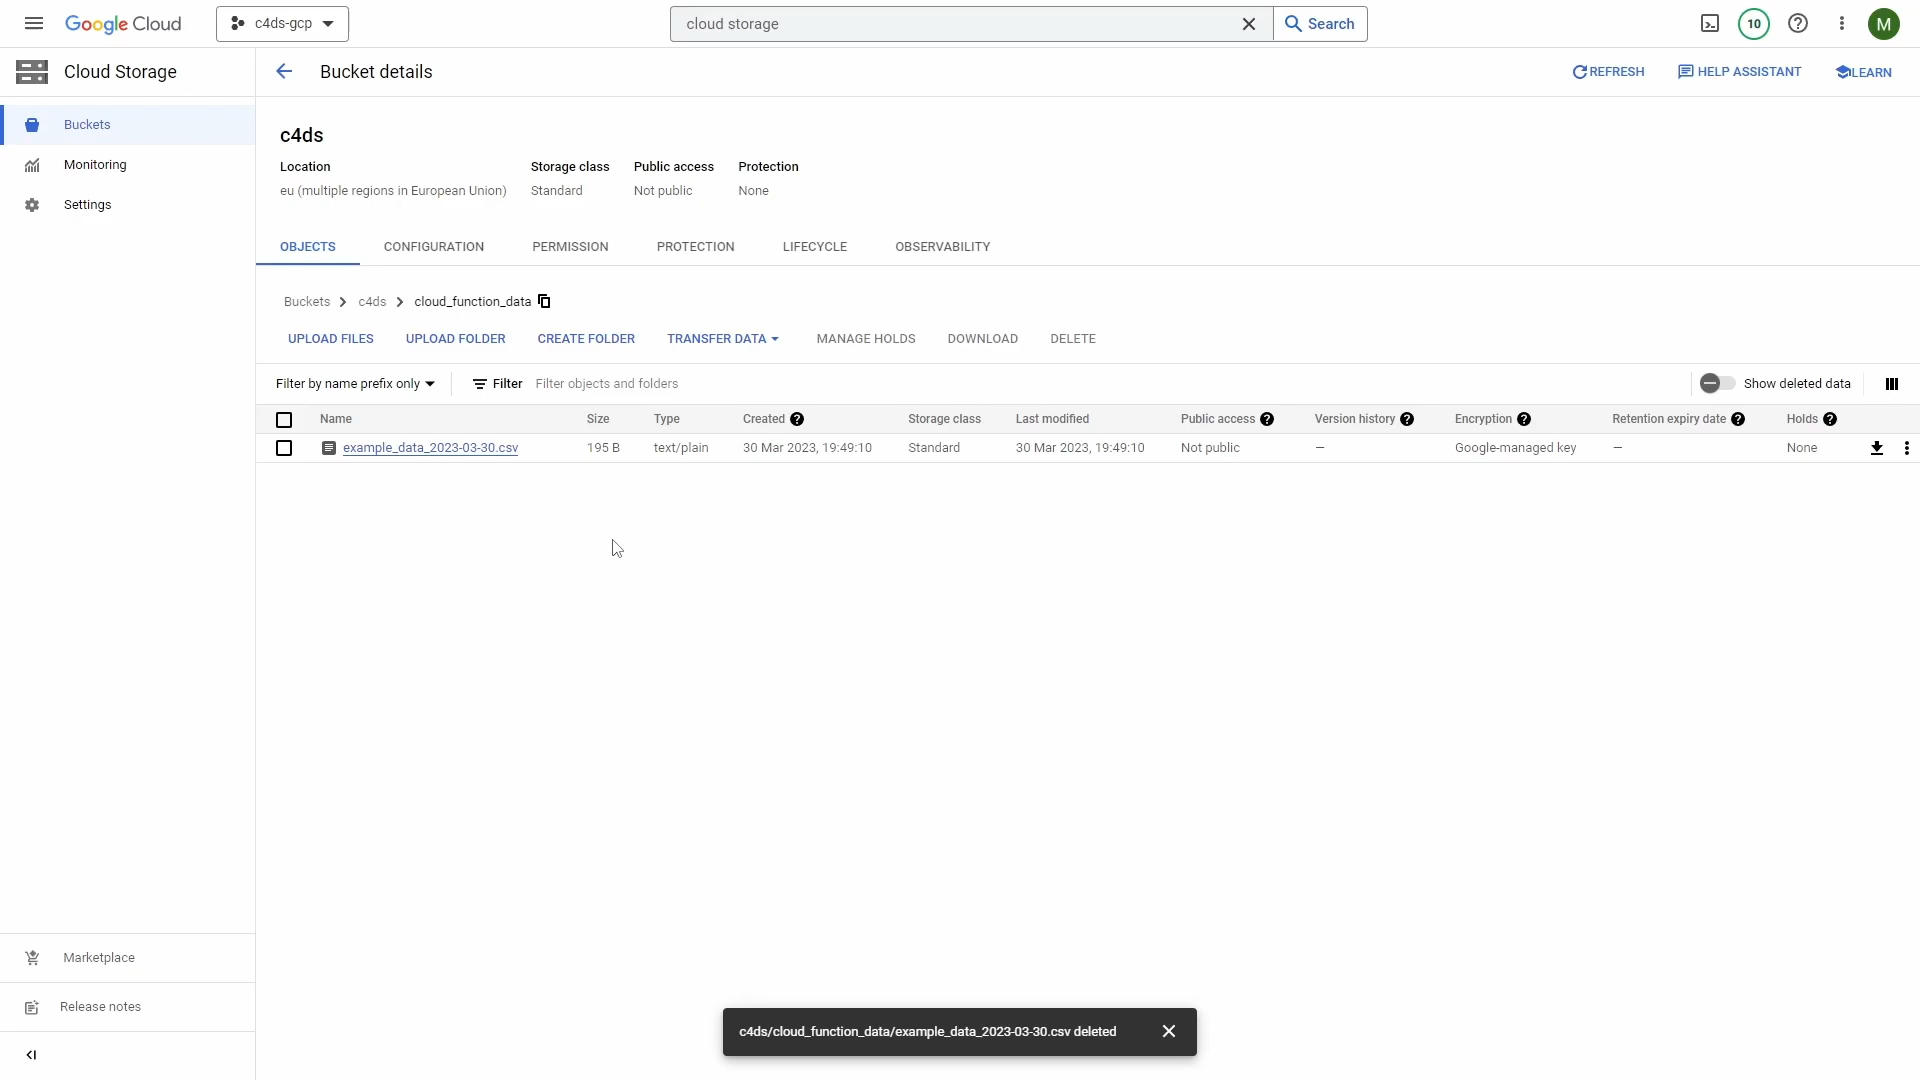 Google Cloud
c4ds-gcp
cloud storage
Search
10
M
Cloud Storage
Bucket details
REFRESH
HELP ASSISTANT
LEARN
Buckets
Monitoring
Settings
c4ds
Location Storage class Public access Protection
eu (multiple regions in European Union) Standard Not public None
OBJECTS CONFIGURATION PERMISSION PROTECTION LIFECYCLE OBSERVABILITY
Buckets > c4ds > cloud_function_data
UPLOAD FILES UPLOAD FOLDER CREATE FOLDER TRANSFER DATA MANAGE HOLDS DOWNLOAD DELETE
Filter by name prefix only Filter Filter objects and folders Show deleted data
Name Size Type Created Storage class Last modified Public access Version history Encryption Retention expiry date Holds
example_data_2023-03-30.csv 195 B text/plain 30 Mar 2023, 19:49:10 Standard 30 Mar 2023, 19:49:10 Not public — Google-managed key — None
Marketplace
Release notes
c4ds/cloud_function_data/example_data_2023-03-30.csv deleted